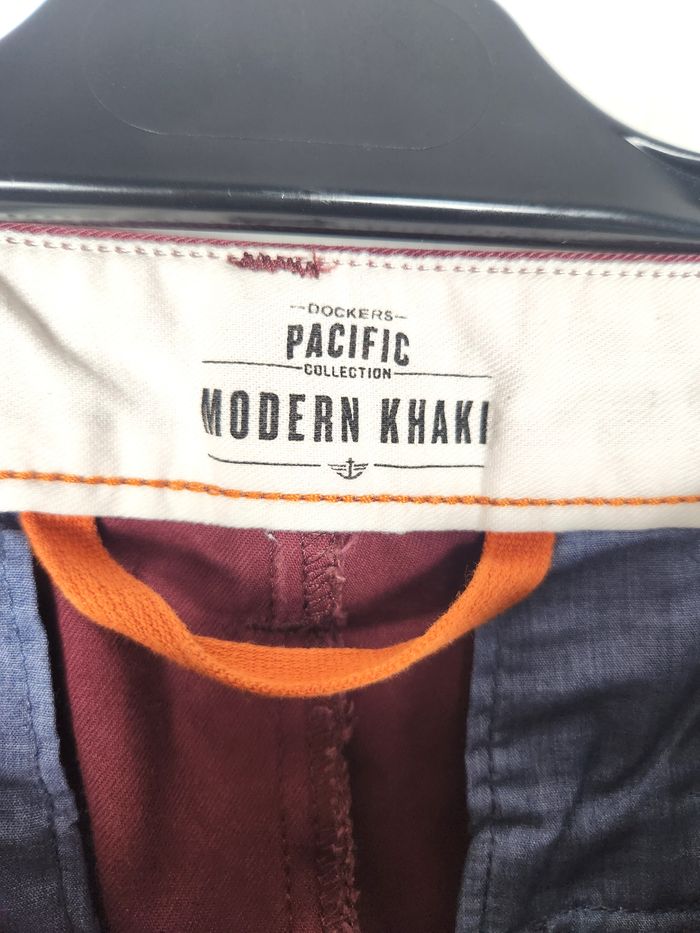 DOCKERS
PACIFIC
COLLECTION
MODERN KHAKI